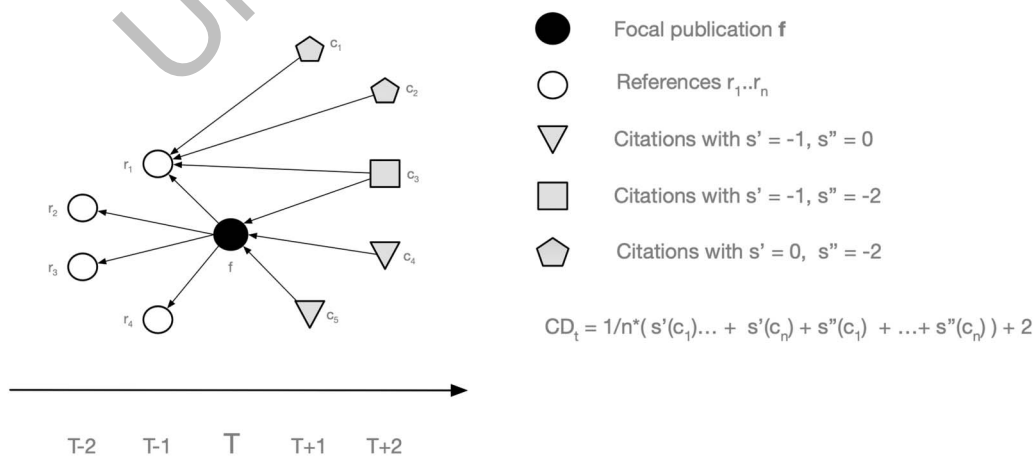 Focal publication f
References r₁..rₙ
Citations with s' = -1, s" = 0
Citations with s' = -1, s" = -2
Citations with s' = 0, s" = -2
CDₜ = 1/n*( s'(c₁)... + s'(cₙ) + s"(c₁) + ...+ s"(cₙ) ) + 2
c₁
c₂
r₁
c₃
r₂
r₃
f
c₄
r₄
c₅
T-2 T-1 T T+1 T+2